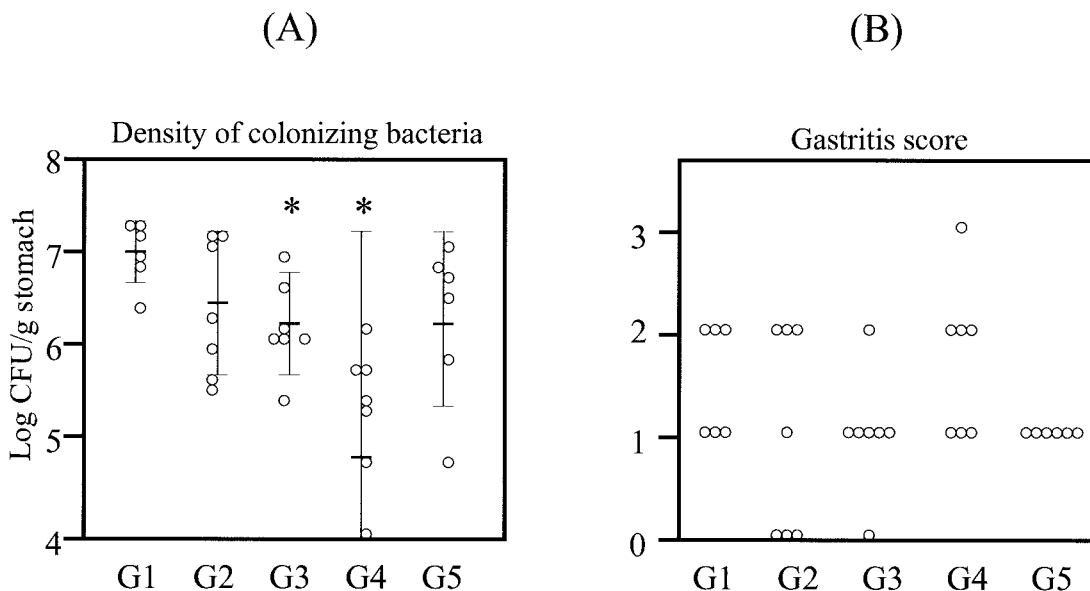 (A)
Density of colonizing bacteria
Log CFU/g stomach
8
7
6
5
4
* *
G1 G2 G3 G4 G5
(B)
Gastritis score
3
2
1
0
G1 G2 G3 G4 G5